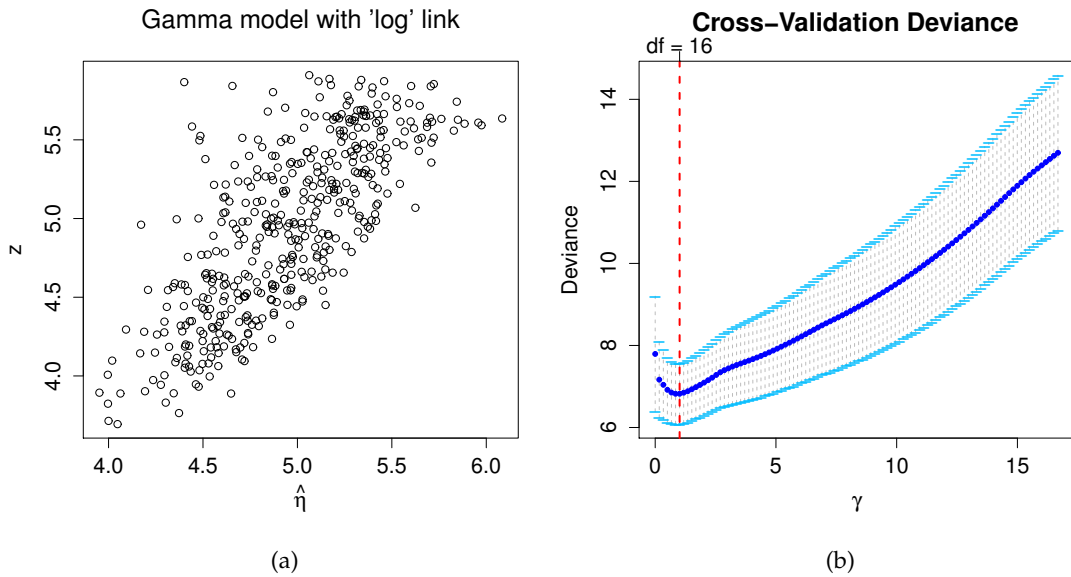 Gamma model with ’log’ link
z
5.5
5.0
4.5
4.0
4.0 4.5 5.0 5.5 6.0
η̂
(a)
Cross−Validation Deviance
df = 16
Deviance
14
12
10
8
6
0 5 10 15
γ
(b)